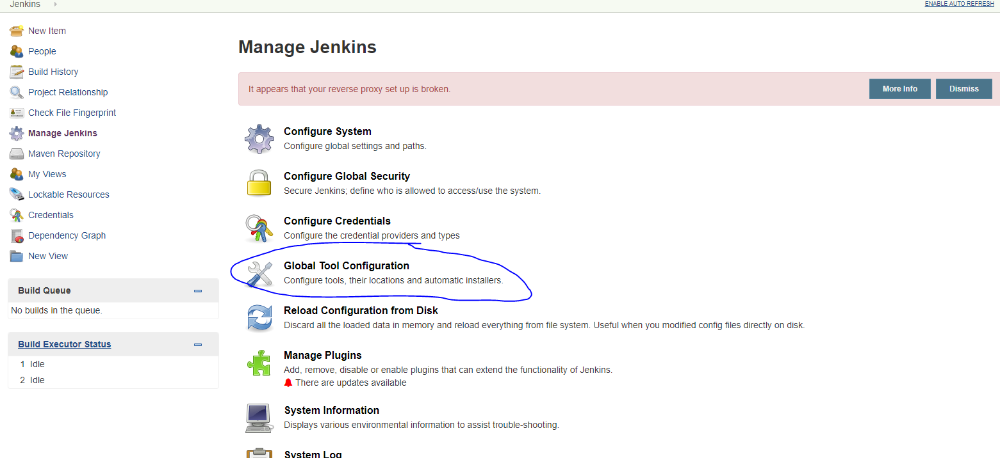 Jenkins
ENABLE AUTO REFRESH
New Item
People
Build History
Project Relationship
Check File Fingerprint
Manage Jenkins
Maven Repository
My Views
Lockable Resources
Credentials
Dependency Graph
New View
Build Queue
No builds in the queue.
Build Executor Status
1 Idle
2 Idle
Manage Jenkins
It appears that your reverse proxy set up is broken.
More Info
Dismiss
Configure System
Configure global settings and paths.
Configure Global Security
Secure Jenkins; define who is allowed to access/use the system.
Configure Credentials
Configure the credential providers and types
Global Tool Configuration
Configure tools, their locations and automatic installers.
Reload Configuration from Disk
Discard all the loaded data in memory and reload everything from file system. Useful when you modified config files directly on disk.
Manage Plugins
Add, remove, disable or enable plugins that can extend the functionality of Jenkins.
There are updates available
System Information
Displays various environmental information to assist trouble-shooting.
System Log